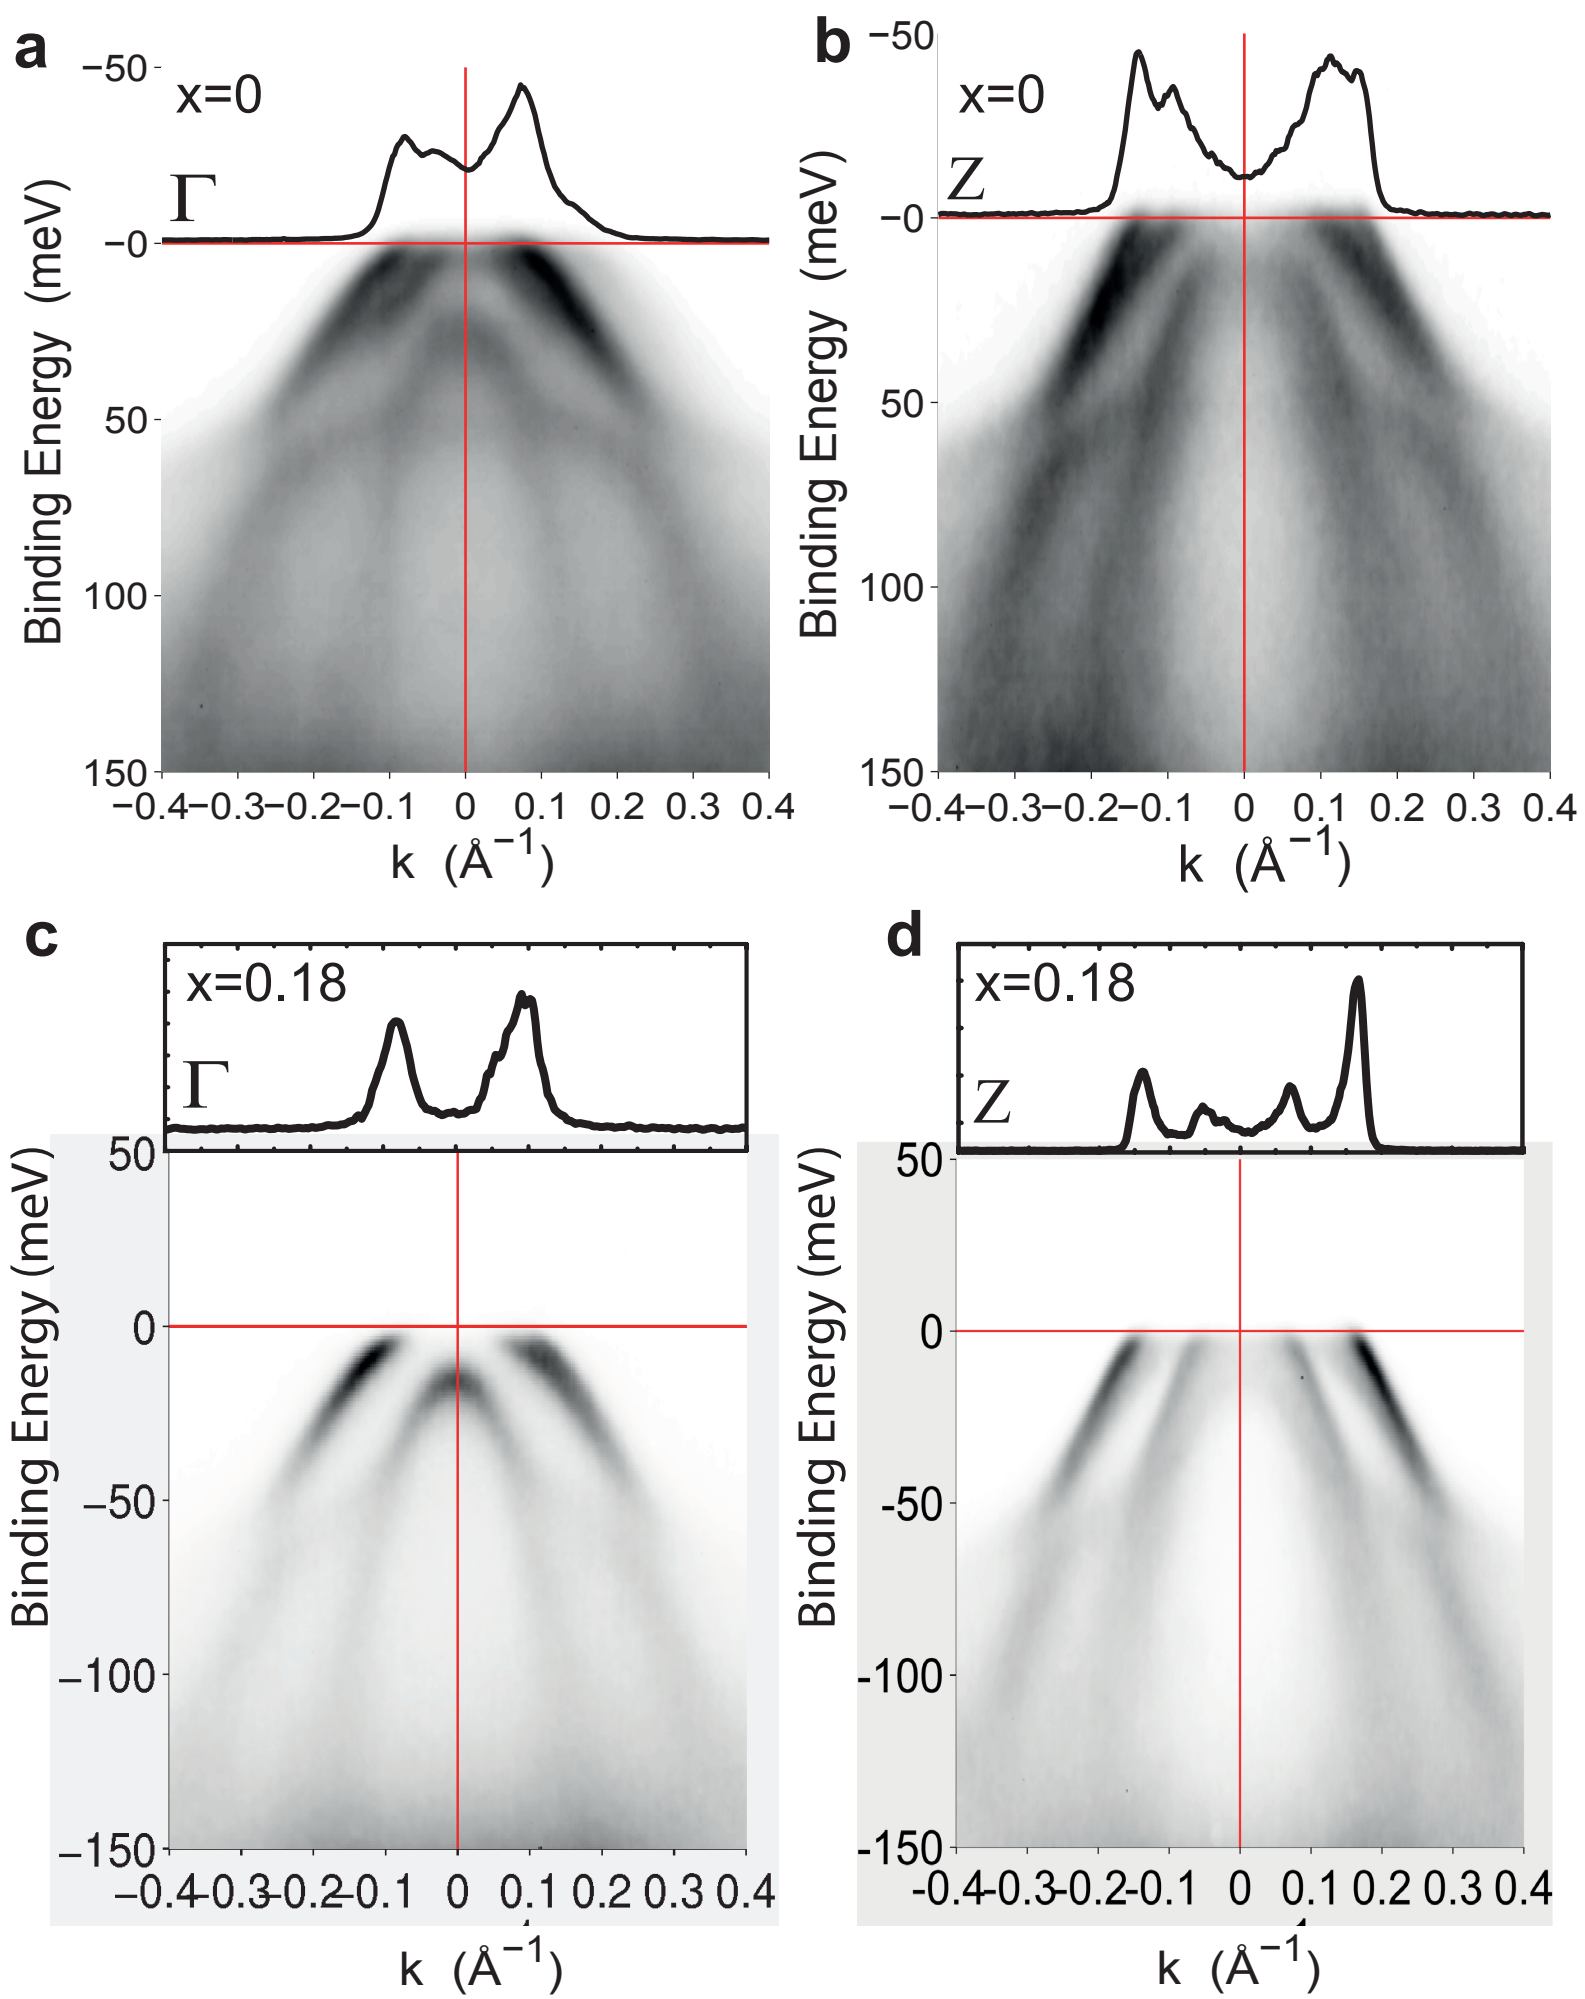 a
x=0
Γ
−50
−0
50
100
150
Binding Energy (meV)
−0.4 −0.3 −0.2 −0.1 0 0.1 0.2 0.3 0.4
k (Å−1)
b
x=0
Z
−50
−0
50
100
150
Binding Energy (meV)
−0.4 −0.3 −0.2 −0.1 0 0.1 0.2 0.3 0.4
k (Å−1)
c
x=0.18
Γ
50
0
−50
−100
−150
Binding Energy (meV)
−0.4 −0.3 −0.2 −0.1 0 0.1 0.2 0.3 0.4
k (Å−1)
d
x=0.18
Z
50
0
-50
-100
-150
Binding Energy (meV)
-0.4 -0.3 -0.2 -0.1 0 0.1 0.2 0.3 0.4
k (Å−1)